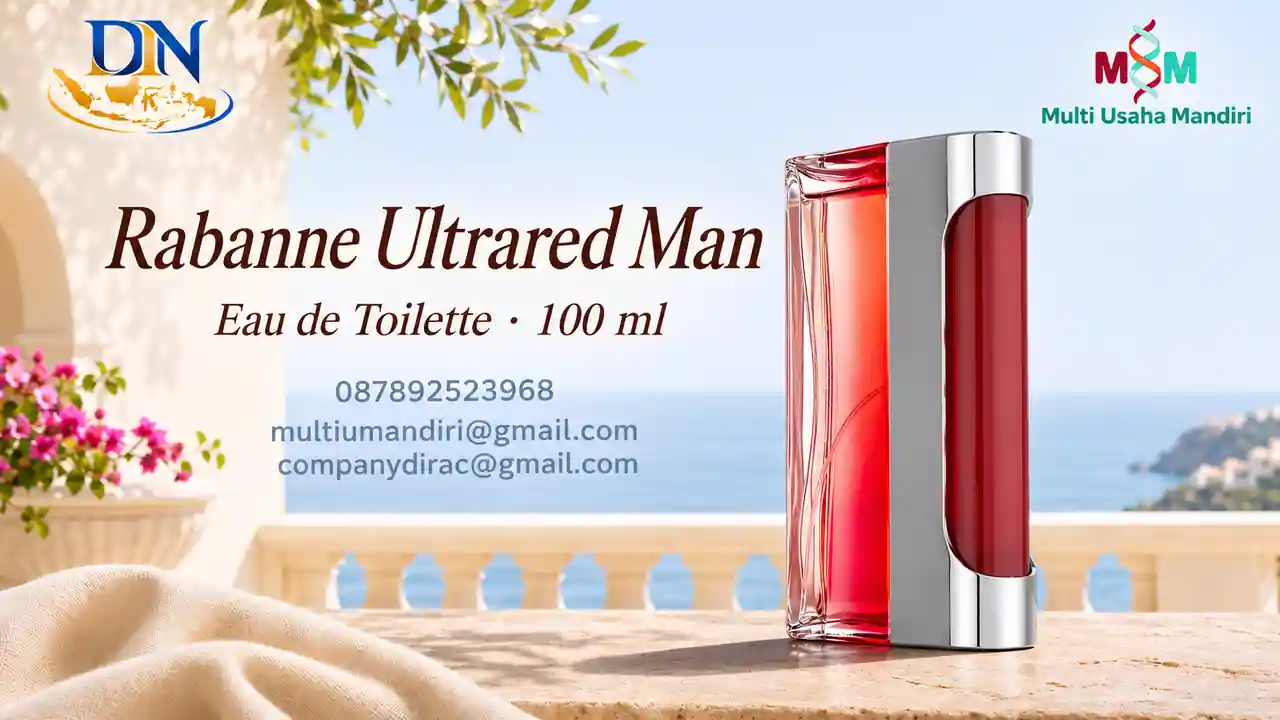 DN
M M
Multi Usaha Mandiri
Rabanne Ultrared Man
Eau de Toilette · 100 ml
087892523968
multiumandiri@gmail.com
companydirac@gmail.com